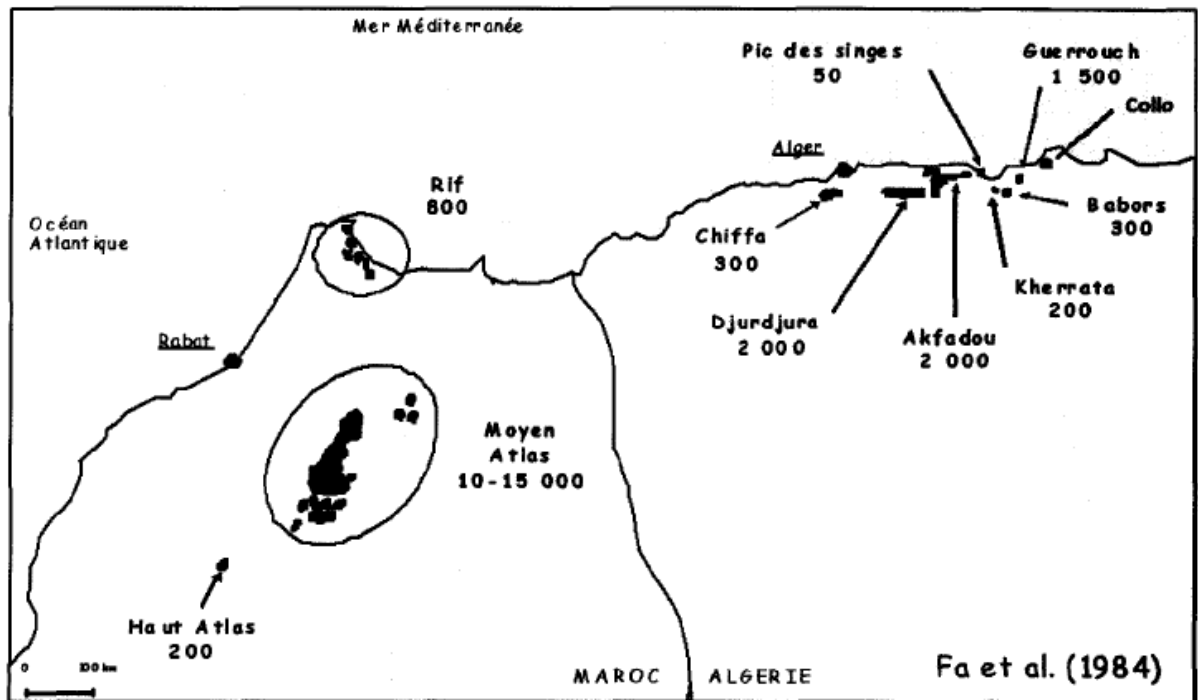 Mer Méditerranée
Pic des singes
50
Guerrouch
1 500
Collo
Alger
Rif
800
Océan
Atlantique
Chiffa
300
Babors
300
Kherrata
200
Djurdjura
2 000
Akfadou
2 000
Rabat
Moyen
Atlas
10-15 000
Haut Atlas
200
0 100 km
MAROC ALGERIE
Fa et al. (1984)